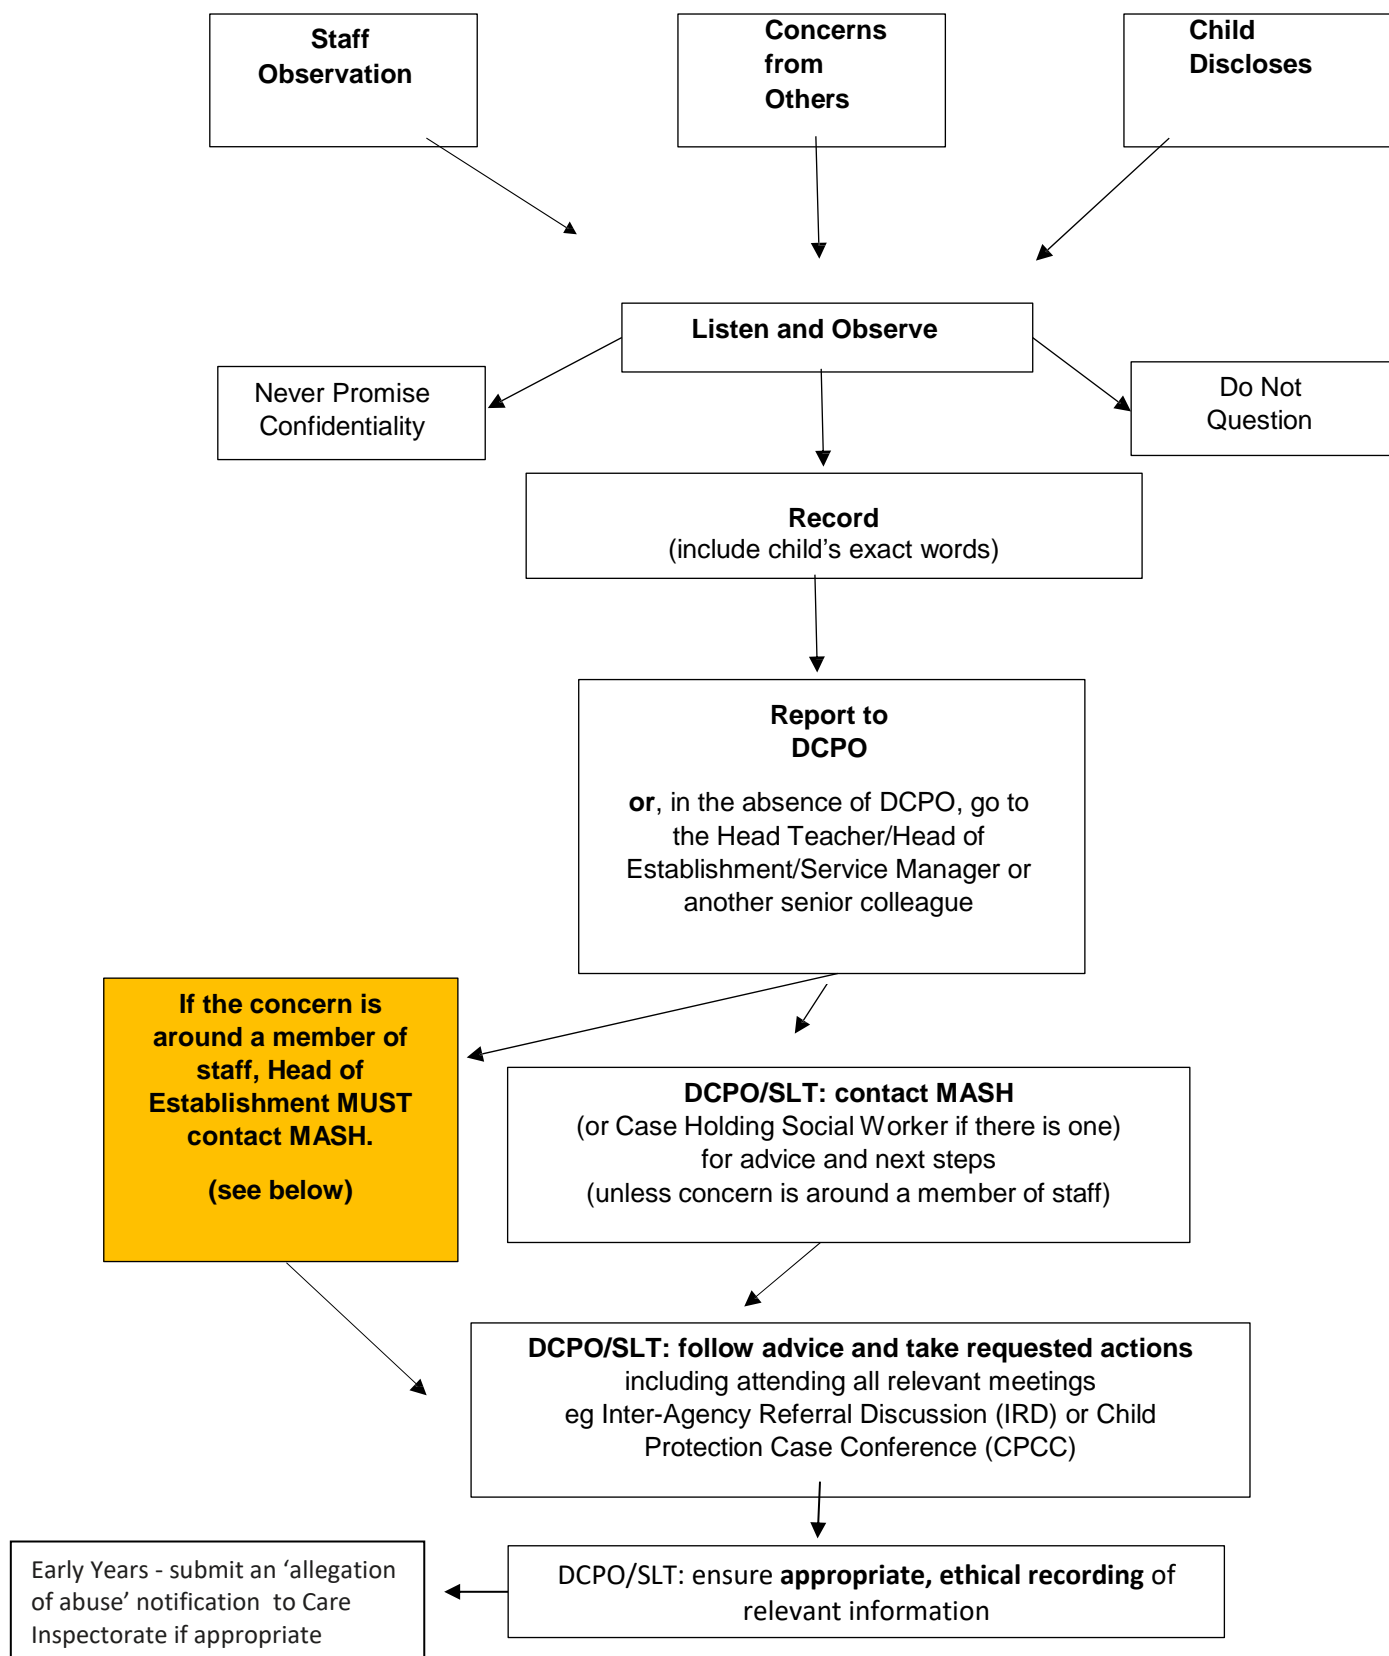 Staff
Observation
Concerns
from
Others
Child
Discloses
Listen and Observe
Never Promise
Confidentiality
Do Not
Question
Record
(include child’s exact words)
Report to
DCPO
or, in the absence of DCPO, go to
the Head Teacher/Head of
Establishment/Service Manager or
another senior colleague
If the concern is
around a member of
staff, Head of
Establishment MUST
contact MASH.
(see below)
DCPO/SLT: contact MASH
(or Case Holding Social Worker if there is one)
for advice and next steps
(unless concern is around a member of staff)
DCPO/SLT: follow advice and take requested actions
including attending all relevant meetings
eg Inter-Agency Referral Discussion (IRD) or Child
Protection Case Conference (CPCC)
DCPO/SLT: ensure appropriate, ethical recording of
relevant information
Early Years - submit an ‘allegation
of abuse’ notification  to Care
Inspectorate if appropriate